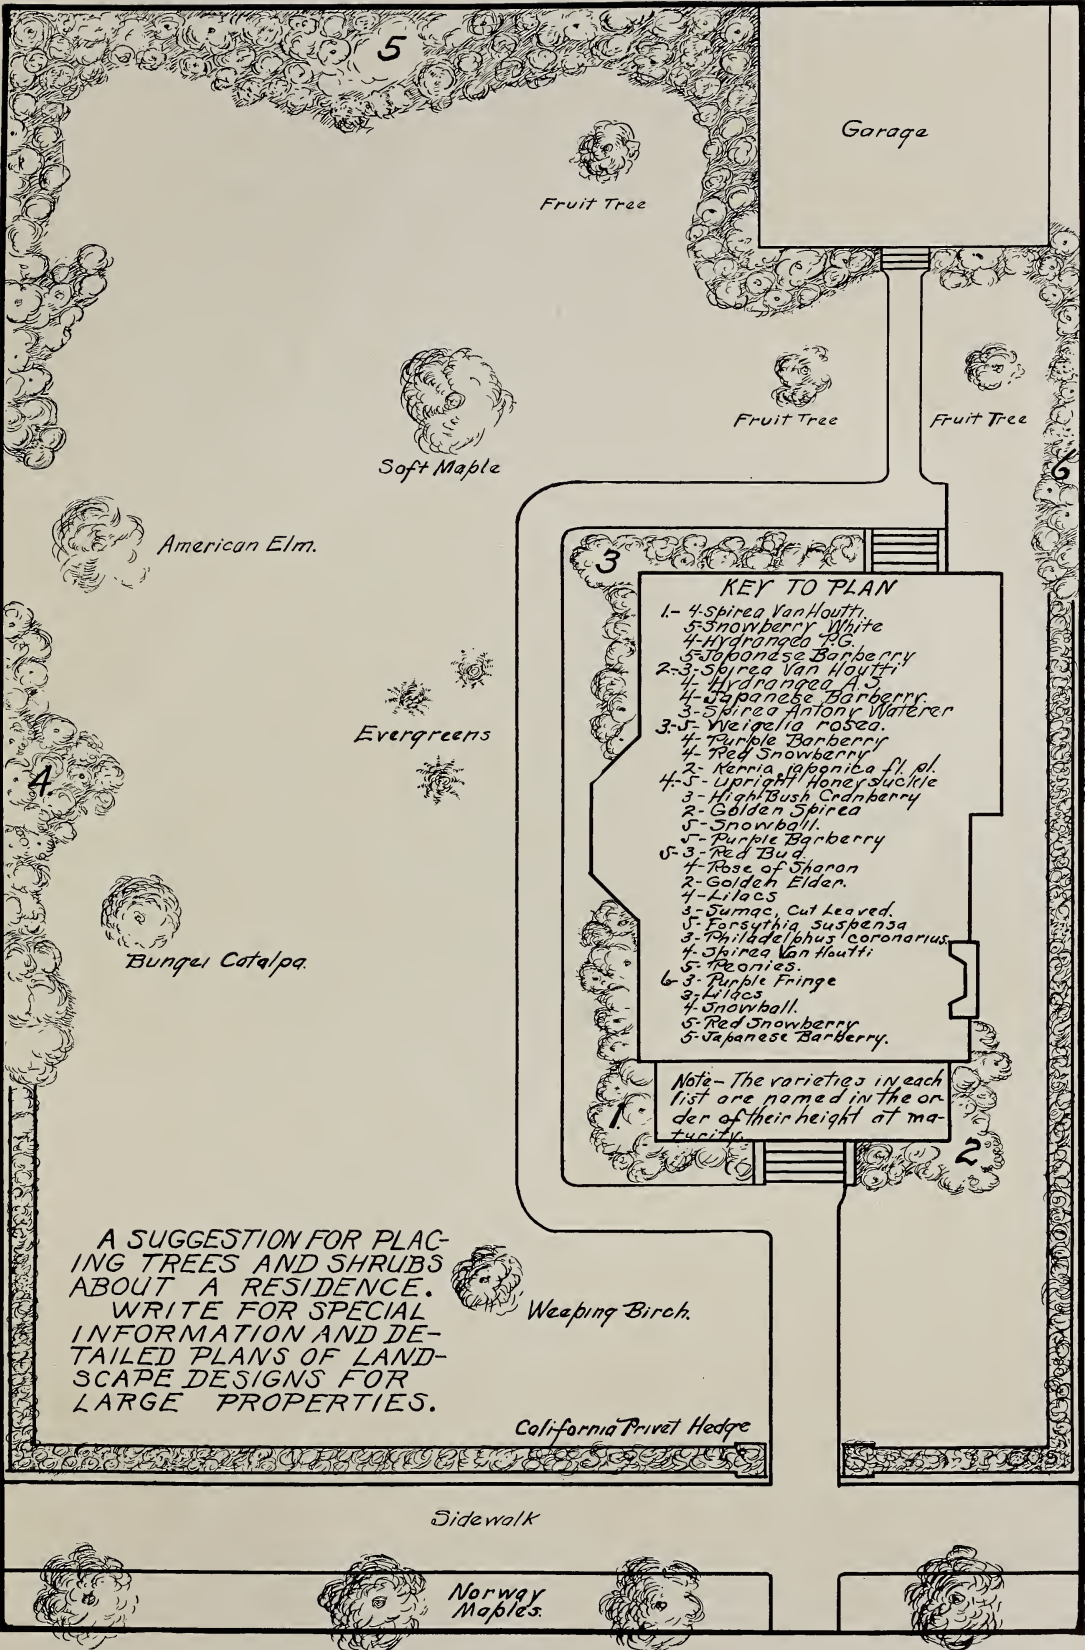 5
Garage
Fruit Tree
Fruit Tree
Fruit Tree
Soft Maple
6
American Elm.
3
KEY TO PLAN
1.- 4-Spirea Van Houtti.
5-Snowberry White
4-Hydrangea P.G.
5-Japonese Barberry
2.-3-Spirea Van Houtti
4- Hydrangea A.S.
4-Japanese Barberry.
3-Spirea Antony Waterer
3.-5- Weigelia rosea.
4- Purple Barberry
4- Red Snowberry
2- Kerria Japonica fl. pl.
4.-5-Upright Honeysuckle
3-High Bush Cranberry
2- Golden Spirea
5-Snowball.
5-Purple Barberry
5-3-Red Bud
4-Rose of Sharon
2-Golden Elder.
4-Lilacs
3-Sumac, Cut Leaved.
5-Forsythia Suspensa
3-Philadelphus coronarius.
4-Spirea Van Houtti
5-Peonies.
6-3-Purple Fringe
3-Lilacs
4-Snowball.
5-Red Snowberry
5-Japanese Barberry.
Evergreens
4
Bungei Catalpa.
Note- The varieties in each
list are named in the or-
der of their height at ma-
turity.
1.
2
A SUGGESTION FOR PLAC-
ING TREES AND SHRUBS
ABOUT A RESIDENCE.
WRITE FOR SPECIAL
INFORMATION AND DE-
TAILED PLANS OF LAND-
SCAPE DESIGNS FOR
LARGE PROPERTIES.
Weeping Birch.
California Privet Hedge
Sidewalk
Norway
Maples.